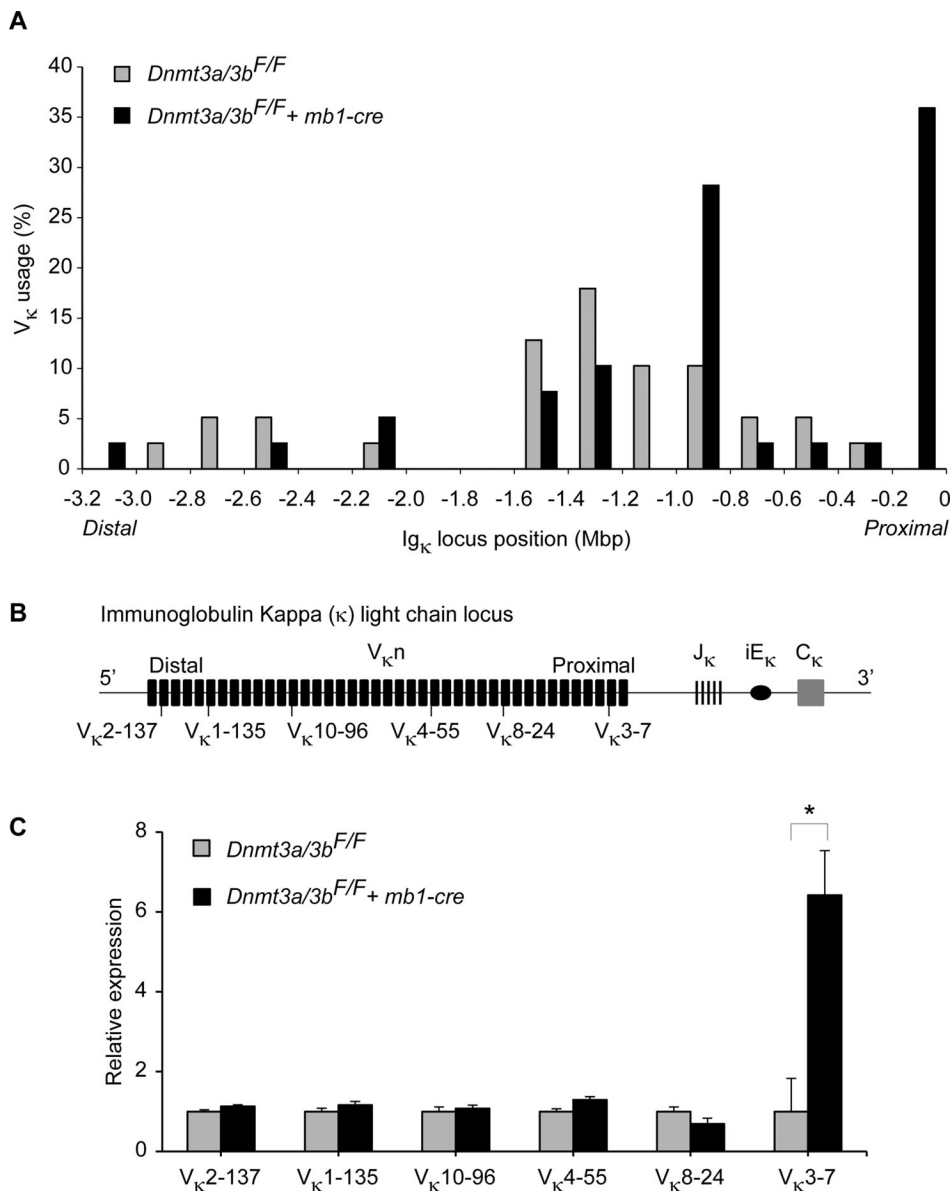 A
Dnmt3a/3bF/F
Dnmt3a/3bF/F + mb1-cre
Vκ usage (%)
40
35
30
25
20
15
10
5
0
-3.2 -3.0 -2.8 -2.6 -2.4 -2.2 -2.0 -1.8 -1.6 -1.4 -1.2 -1.0 -0.8 -0.6 -0.4 -0.2 0
Distal Proximal
Igκ locus position (Mbp)
B Immunoglobulin Kappa (κ) light chain locus
5’ Distal Vκn Proximal Jκ iEκ Cκ 3’
Vκ2-137 Vκ1-135 Vκ10-96 Vκ4-55 Vκ8-24 Vκ3-7
C
Dnmt3a/3bF/F
Dnmt3a/3bF/F + mb1-cre
*
Relative expression
8
6
4
2
0
Vκ2-137 Vκ1-135 Vκ10-96 Vκ4-55 Vκ8-24 Vκ3-7